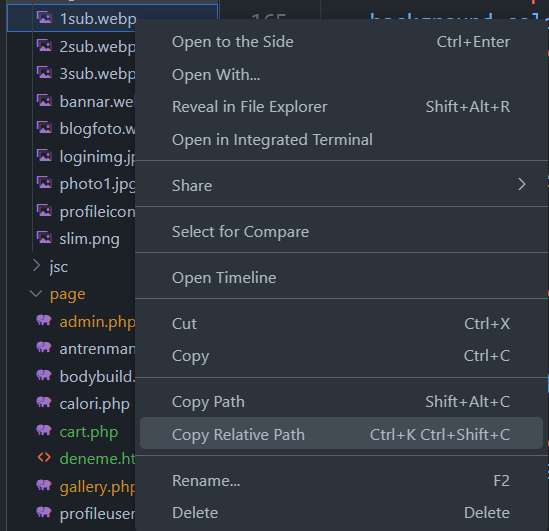 1sub.webp
2sub.webp
3sub.webp
bannar.we
blogfoto.w
loginimg.jp
photo1.jpg
profileicon
slim.png
jsc
page
admin.php
antrenman
bodybuild.
calori.php
cart.php
deneme.ht
gallery.php
profileuser
165
background-col
Open to the Side Ctrl+Enter
Open With...
Reveal in File Explorer Shift+Alt+R
Open in Integrated Terminal
Share
Select for Compare
Open Timeline
Cut Ctrl+X
Copy Ctrl+C
Copy Path Shift+Alt+C
Copy Relative Path Ctrl+K Ctrl+Shift+C
Rename... F2
Delete Delete